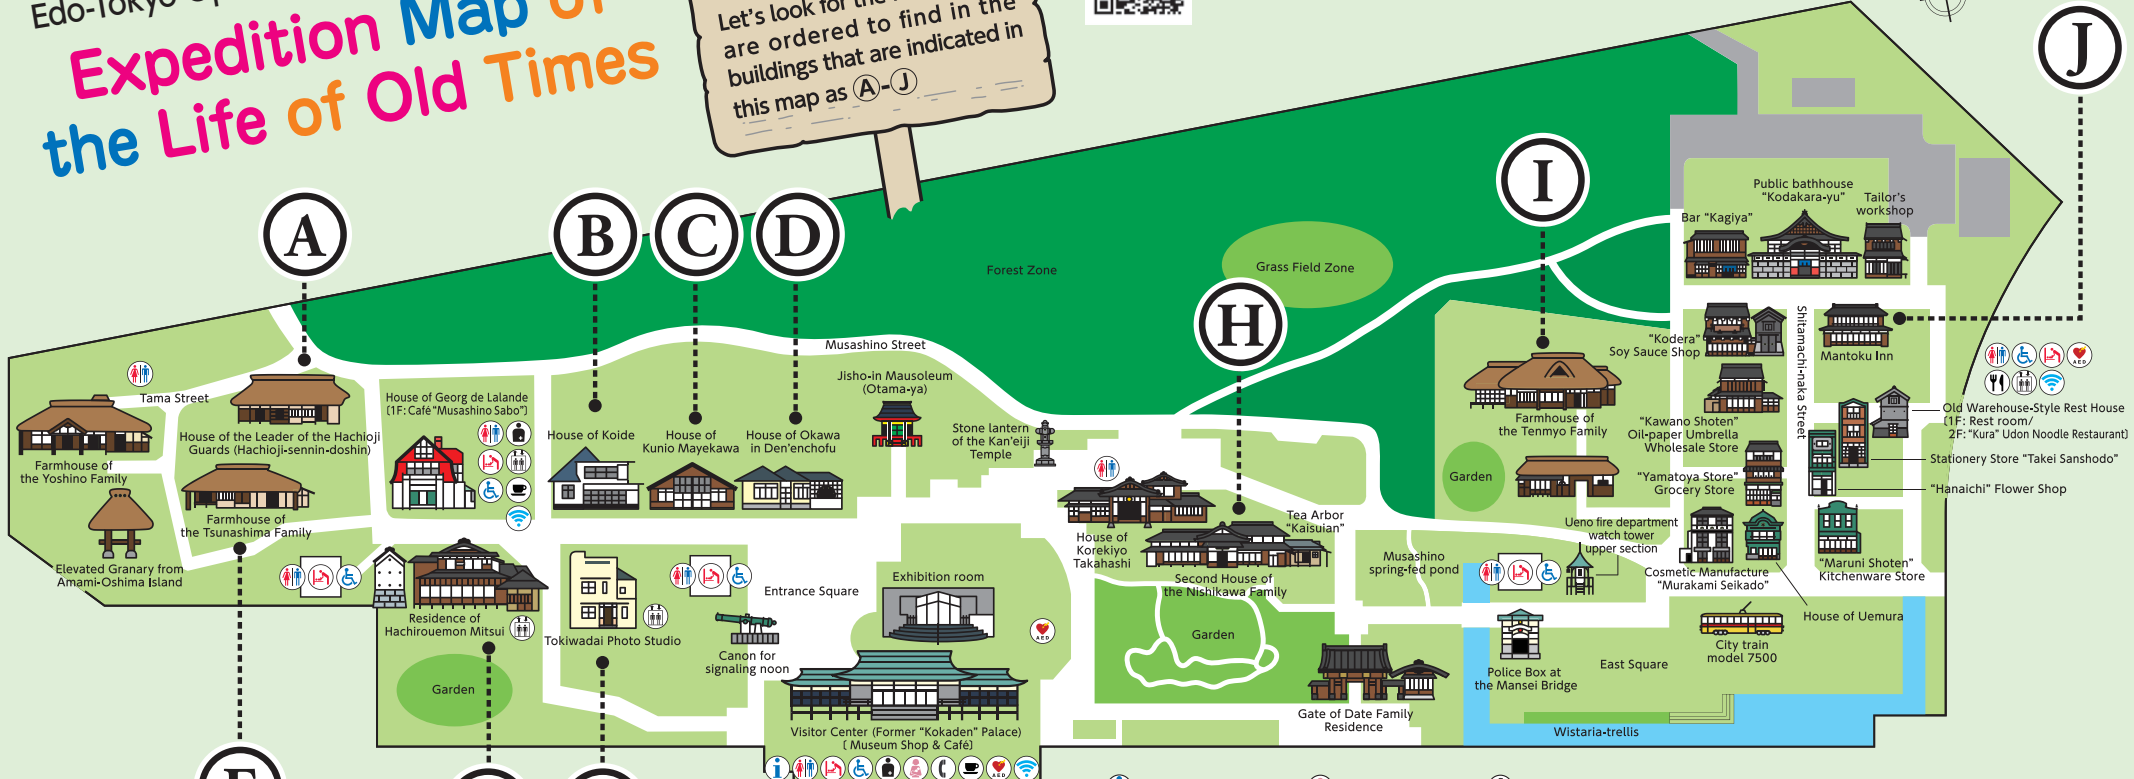 Edo-Tokyo
Expedition Map of
the Life of Old Times
Let's look for the
are ordered to find in the
buildings that are indicated in
this map as A-J
A
B
C
D
H
I
J
Forest Zone
Grass Field Zone
Musashino Street
Tama Street
Farmhouse of
the Yoshino Family
House of the Leader of the Hachioji
Guards (Hachioji-sennin-doshin)
Farmhouse of
the Tsunashima Family
Elevated Granary from
Amami-Oshima Island
House of Georg de Lalande
[1F: Café "Musashino Sabo"]
House of Koide
House of
Kunio Mayekawa
House of Okawa
in Den'enchofu
Jisho-in Mausoleum
(Otama-ya)
Stone lantern
of the Kan'eiji
Temple
Residence of
Hachirouemon Mitsui
Garden
Tokiwadai Photo Studio
Entrance Square
Canon for
signaling noon
Exhibition room
AED
Visitor Center (Former "Kokaden" Palace)
[ Museum Shop & Café]
i
AED
House of
Korekiyo
Takahashi
Tea Arbor
"Kaisuian"
Second House of
the Nishikawa Family
Garden
Gate of Date Family
Residence
Musashino
spring-fed pond
Farmhouse of
the Tenmyo Family
Garden
Ueno fire department
watch tower
upper section
Police Box at
the Mansei Bridge
East Square
Wistaria-trellis
City train
model 7500
House of Uemura
Public bathhouse
"Kodakara-yu"
Bar "Kagiya"
Tailor's
workshop
"Kodera"
Soy Sauce Shop
Shitamachi-naka Street
Mantoku Inn
AED
"Kawano Shoten"
Oil-paper Umbrella
Wholesale Store
"Yamatoya Store"
Grocery Store
Cosmetic Manufacture
"Murakami Seikado"
Old Warehouse-Style Rest House
[1F: Rest room/
2F: "Kura" Udon Noodle Restaurant]
Stationery Store "Takei Sanshodo"
"Hanaichi" Flower Shop
"Maruni Shoten"
Kitchenware Store